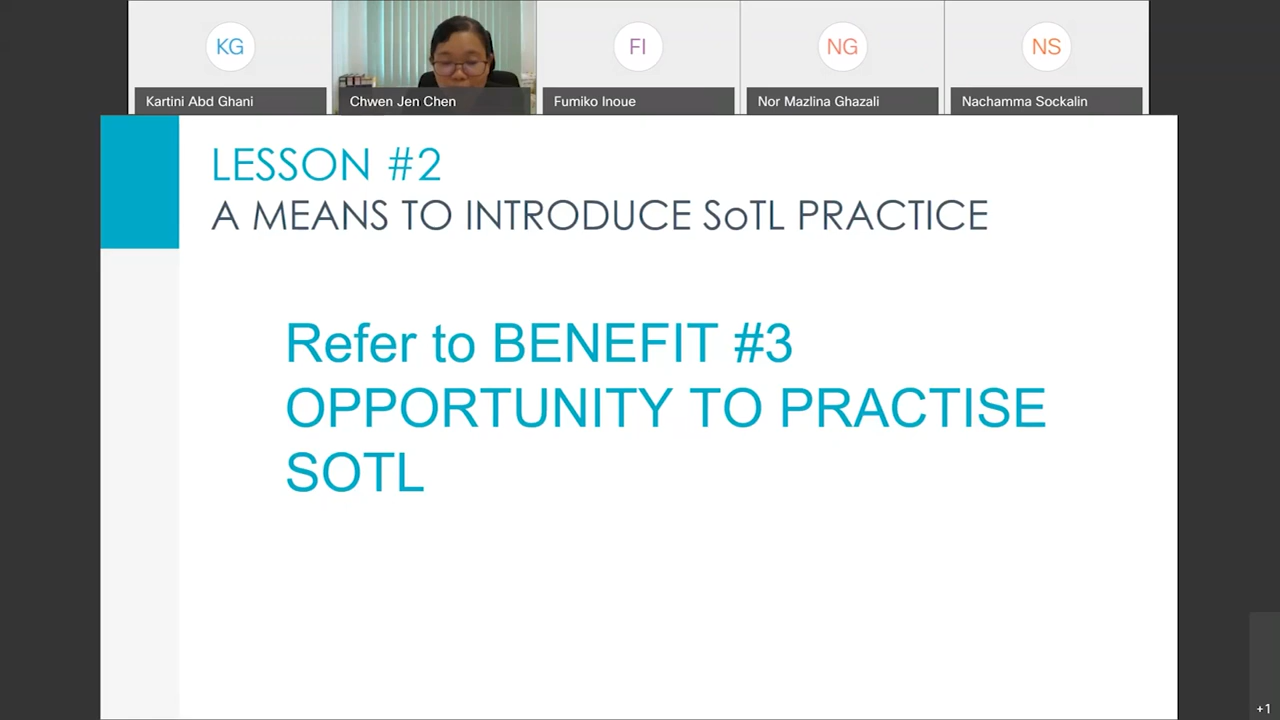 KG
FI
NG
NS
Kartini Abd Ghani
Chwen Jen Chen
Fumiko Inoue
Nor Mazlina Ghazali
Nachamma Sockalin
LESSON #2
A MEANS TO INTRODUCE SoTL PRACTICE
Refer to BENEFIT #3
OPPORTUNITY TO PRACTISE
SOTL
+1